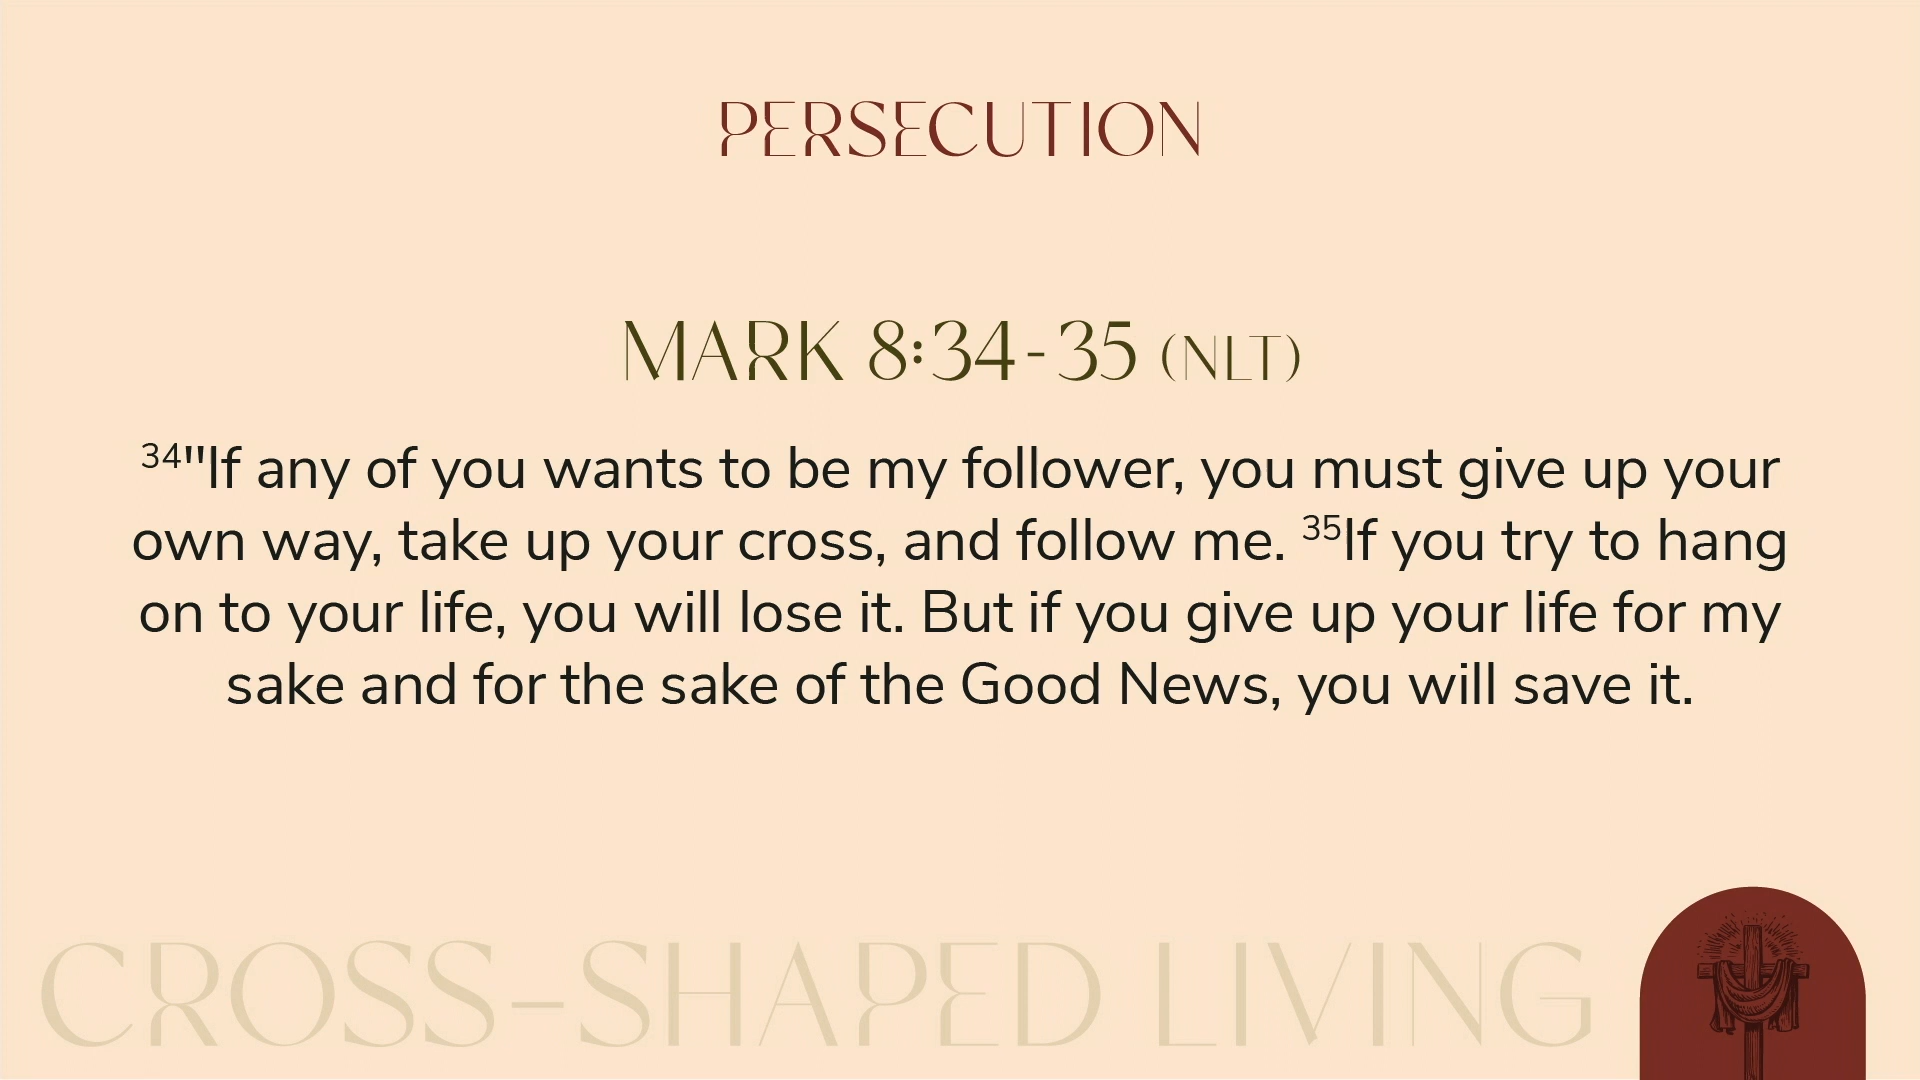 PERSECUTION
MARK 8:34-35 (NLT)
34"If any of you wants to be my follower, you must give up your
own way, take up your cross, and follow me. 35If you try to hang
on to your life, you will lose it. But if you give up your life for my
sake and for the sake of the Good News, you will save it.
CROSS-SHAPED LIVING